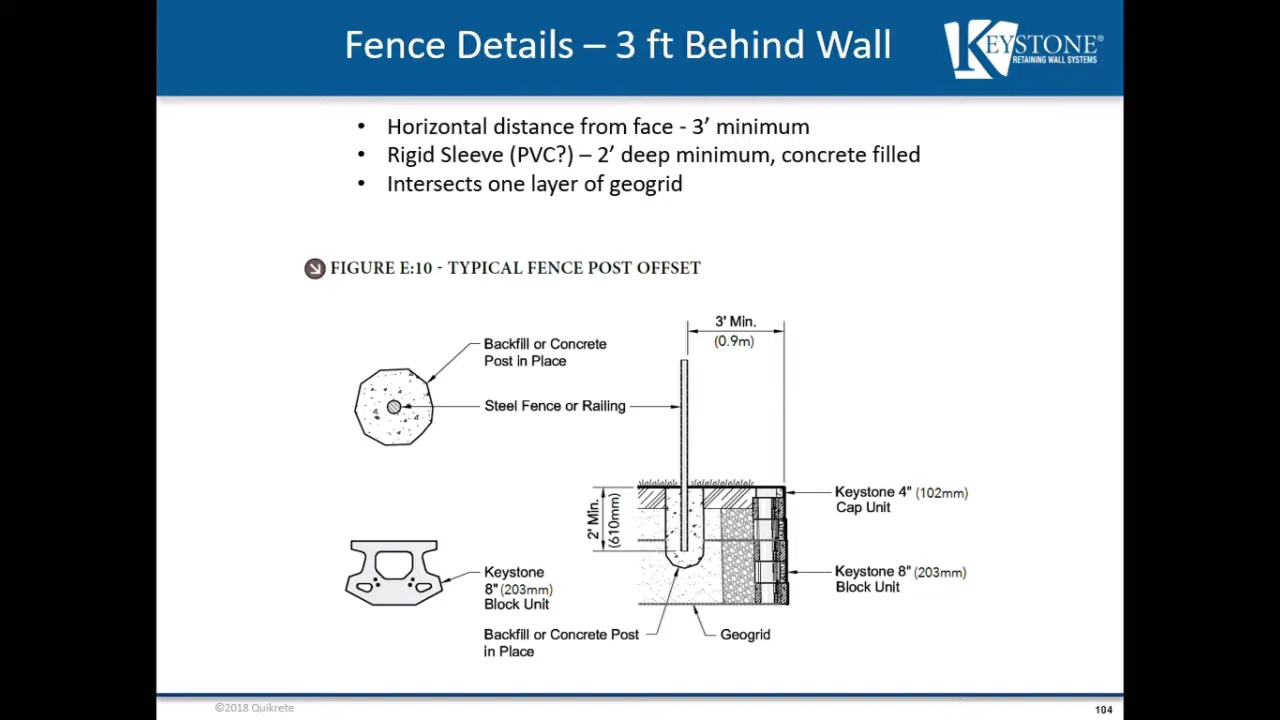 Fence Details – 3 ft Behind Wall
KEYSTONE®
RETAINING WALL SYSTEMS
• Horizontal distance from face - 3’ minimum
• Rigid Sleeve (PVC?) – 2’ deep minimum, concrete filled
• Intersects one layer of geogrid
FIGURE E:10 - TYPICAL FENCE POST OFFSET
3' Min.
(0.9m)
Backfill or Concrete
Post in Place
Steel Fence or Railing
2' Min.
(610mm)
Keystone 4" (102mm)
Cap Unit
Keystone 8" (203mm)
Block Unit
Keystone
8" (203mm)
Block Unit
Backfill or Concrete Post
in Place
Geogrid
©2018 Quikrete
104